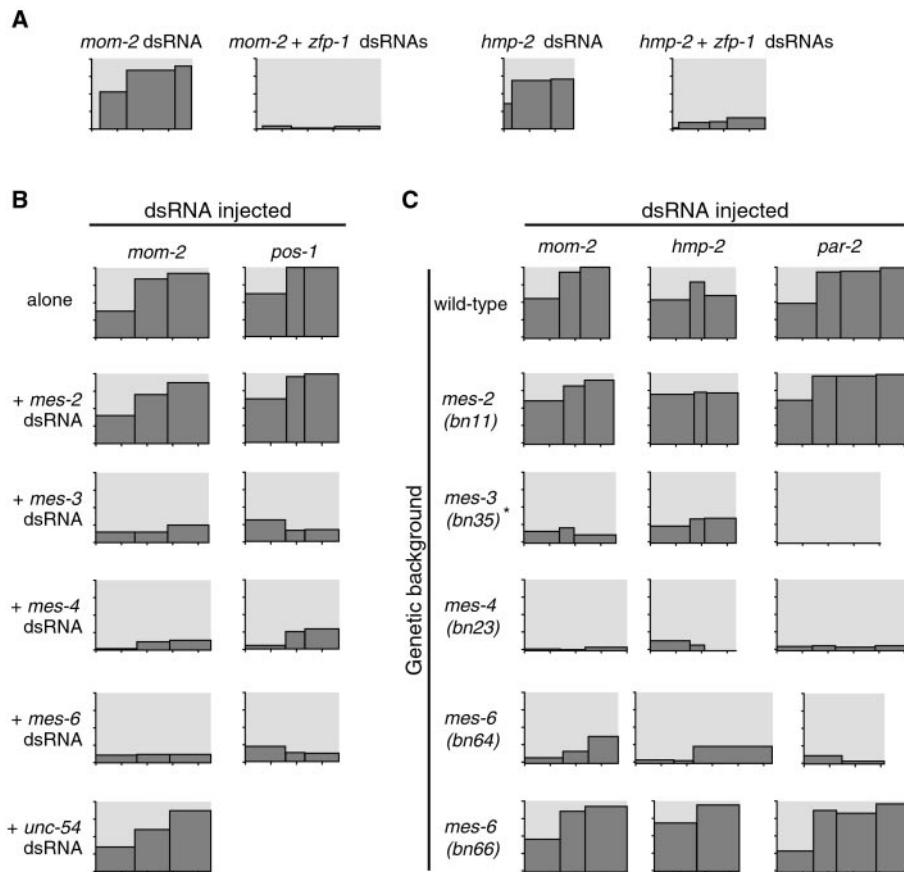 A
mom-2 dsRNA
mom-2 + zfp-1 dsRNAs
hmp-2 dsRNA
hmp-2 + zfp-1 dsRNAs
B
dsRNA injected
mom-2
pos-1
alone
+ mes-2
dsRNA
+ mes-3
dsRNA
+ mes-4
dsRNA
+ mes-6
dsRNA
+ unc-54
dsRNA
C
dsRNA injected
mom-2
hmp-2
par-2
Genetic background
wild-type
mes-2
(bn11)
mes-3
(bn35)*
mes-4
(bn23)
mes-6
(bn64)
mes-6
(bn66)